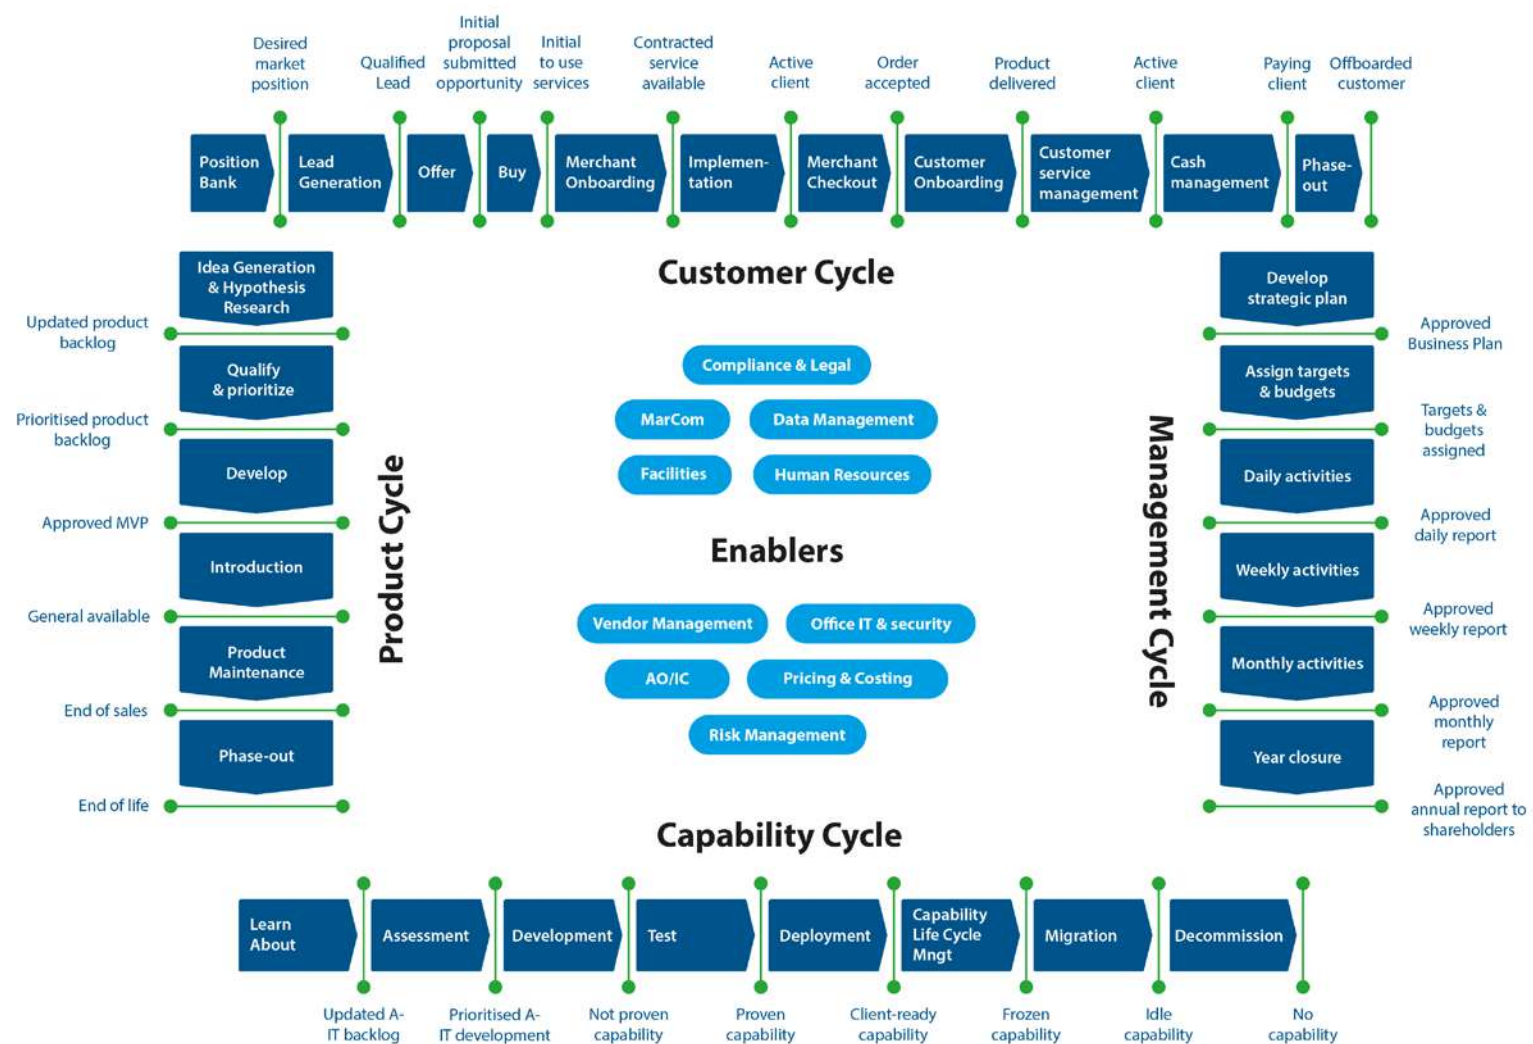 Desired
market
position
Qualified
Lead
Initial
proposal
submitted
opportunity
Initial
to use
services
Contracted
service
available
Active
client
Order
accepted
Product
delivered
Active
client
Paying
client
Offboarded
customer
Position
Bank
Lead
Generation
Offer
Buy
Merchant
Onboarding
Implemen-
tation
Merchant
Checkout
Customer
Onboarding
Customer
service
management
Cash
management
Phase-
out
Customer Cycle
Idea Generation
& Hypothesis
Research
Updated product
backlog
Qualify
& prioritize
Prioritised product
backlog
Develop
Approved MVP
Introduction
General available
Product
Maintenance
End of sales
Phase-out
End of life
Product Cycle
Compliance & Legal
MarCom
Data Management
Facilities
Human Resources
Enablers
Vendor Management
Office IT & security
AO/IC
Pricing & Costing
Risk Management
Management Cycle
Develop
strategic plan
Approved
Business Plan
Assign targets
& budgets
Targets &
budgets
assigned
Daily activities
Approved
daily report
Weekly activities
Approved
weekly report
Monthly activities
Approved
monthly
report
Year closure
Approved
annual report to
shareholders
Capability Cycle
Learn
About
Assessment
Development
Test
Deployment
Capability
Life Cycle
Mngt
Migration
Decommission
Updated A-
IT backlog
Prioritised A-
IT development
Not proven
capability
Proven
capability
Client-ready
capability
Frozen
capability
Idle
capability
No
capability